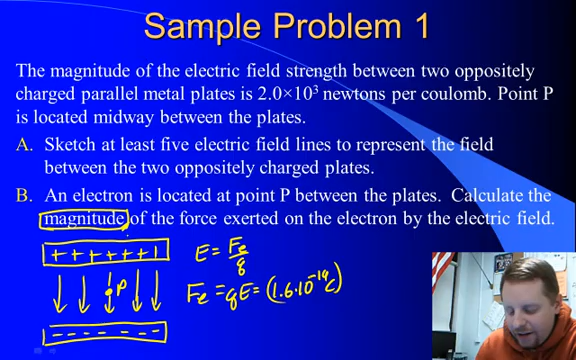 Sample Problem 1
The magnitude of the electric field strength between two oppositely
charged parallel metal plates is 2.0×10³ newtons per coulomb. Point P
is located midway between the plates.
A. Sketch at least five electric field lines to represent the field
between the two oppositely charged plates.
B. An electron is located at point P between the plates. Calculate the
magnitude of the force exerted on the electron by the electric field.
+ + + + + + +
P
- - - - - - -
E = Fe/q
Fe = qE = (1.6·10⁻¹⁹C)